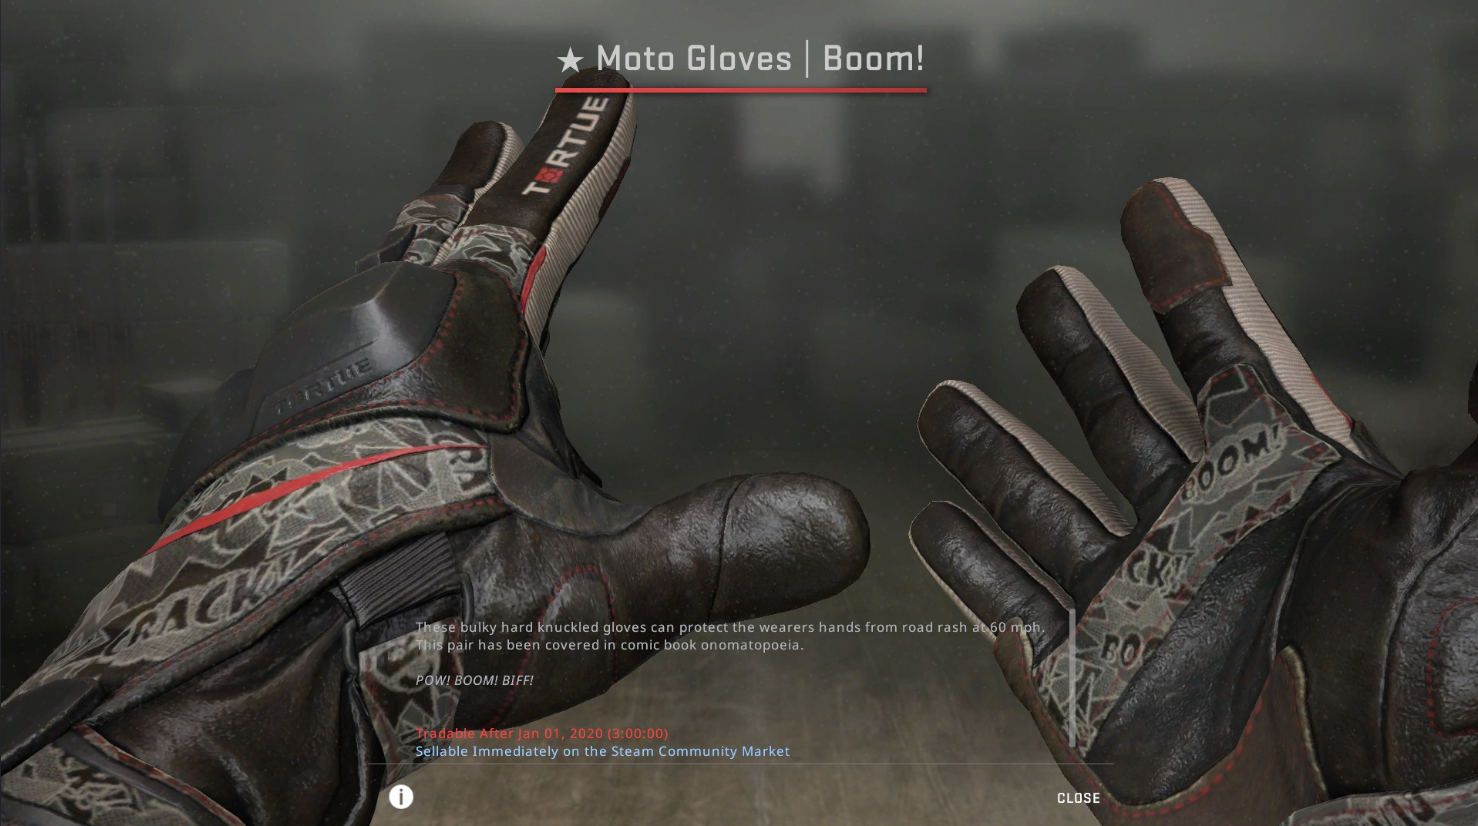 ★ Moto Gloves | Boom!
TORTUE
TORTUE
CRACK!
BOOM!
ACK!
BOO
These bulky hard knuckled gloves can protect the wearers hands from road rash at 60 mph.
This pair has been covered in comic book onomatopoeia.
POW! BOOM! BIFF!
Tradable After Jan 01, 2020 (3:00:00)
Sellable Immediately on the Steam Community Market
i
CLOSE